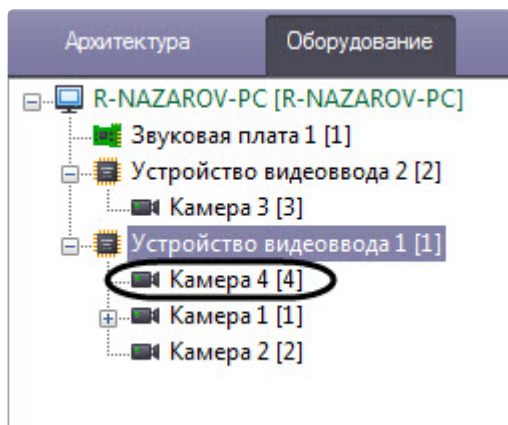 Архитектура Оборудование
R-NAZAROV-PC [R-NAZAROV-PC]
Звуковая плата 1 [1]
Устройство видеоввода 2 [2]
Камера 3 [3]
Устройство видеоввода 1 [1]
Камера 4 [4]
Камера 1 [1]
Камера 2 [2]